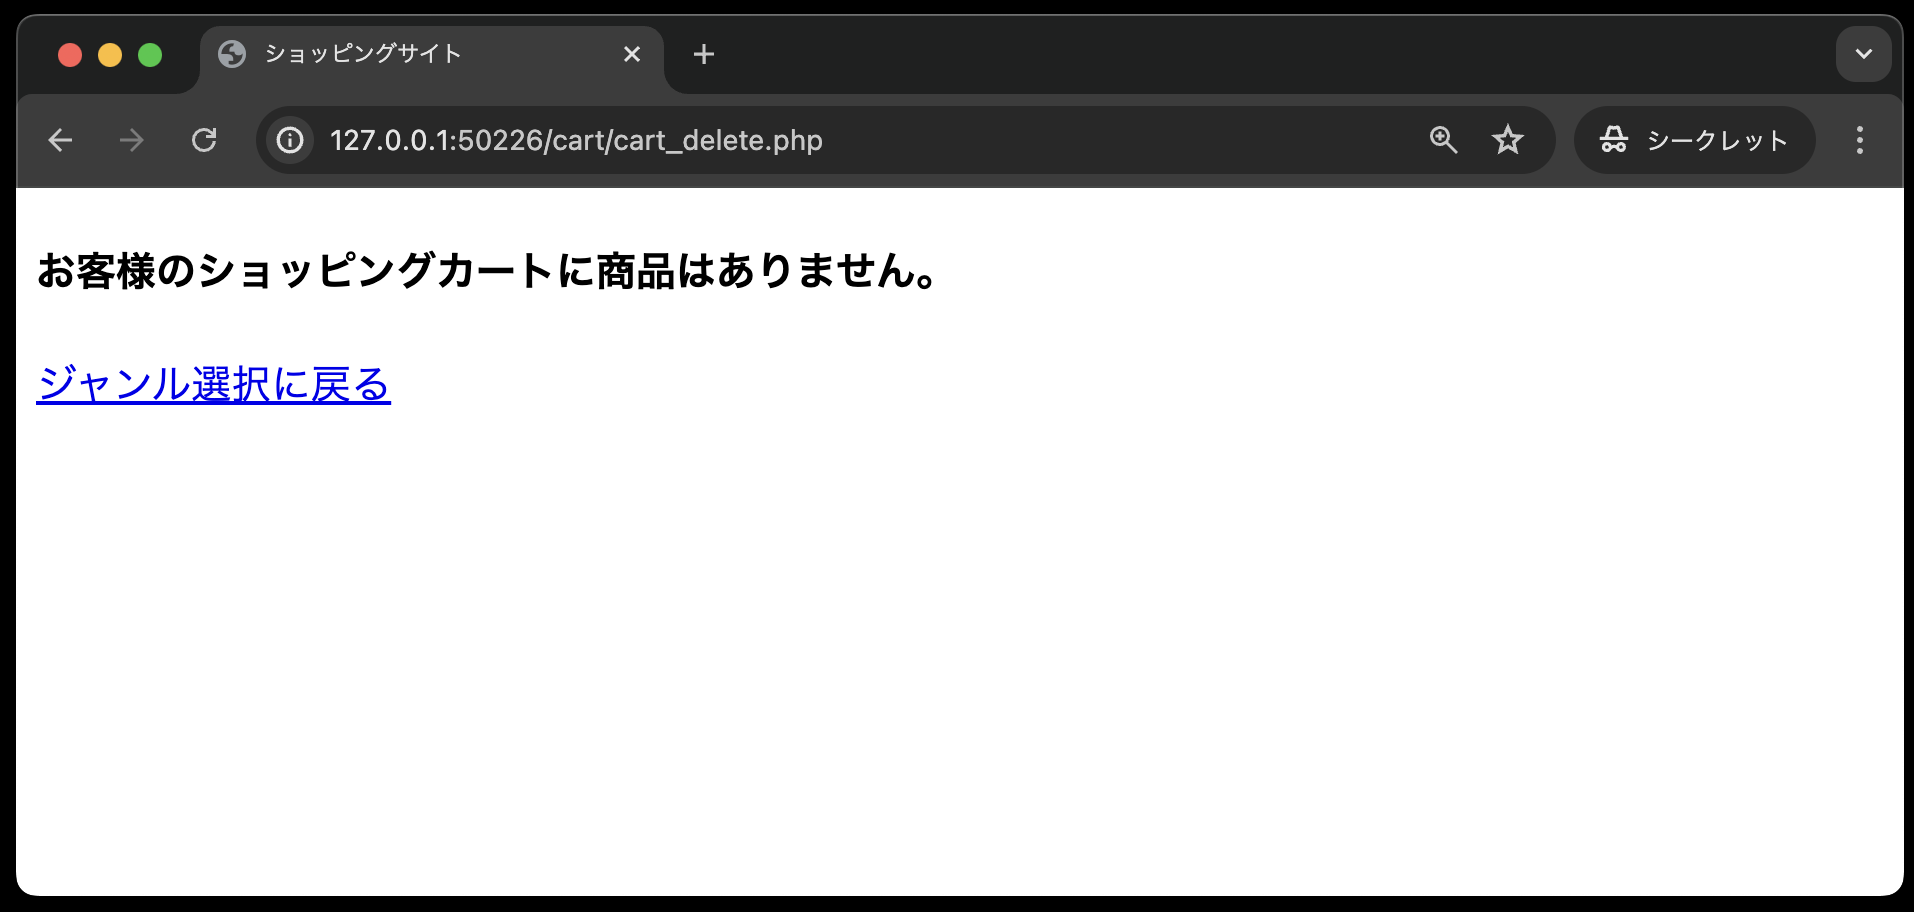 ショッピングサイト
127.0.0.1:50226/cart/cart_delete.php
シークレット
お客様のショッピングカートに商品はありません。
ジャンル選択に戻る